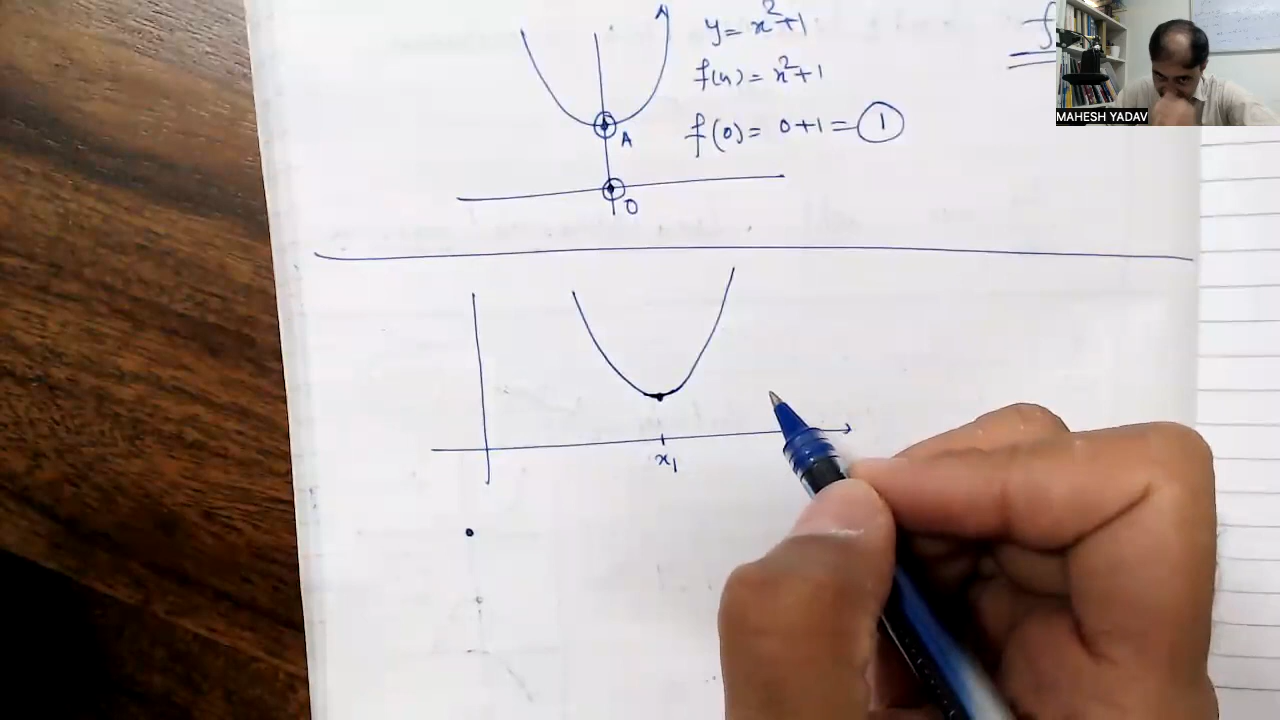 y = x²+1
f(x) = x²+1
f(0) = 0+1 = 1
A
O
x₁
f
MAHESH YADAV